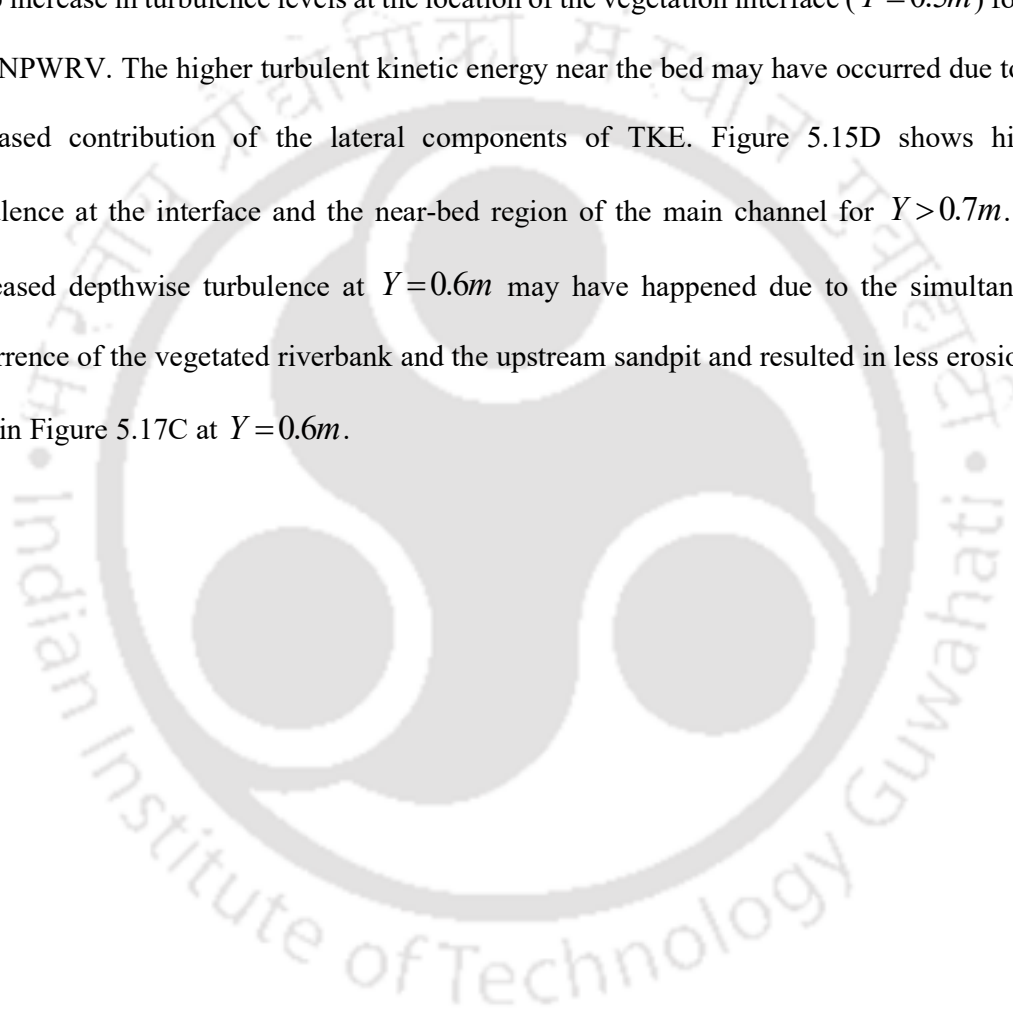 increase in turbulence levels at the location of the vegetation interface (Y = 0.5m)
NPWRV. The higher turbulent kinetic energy near the bed may have occurred due to
ased contribution of the lateral components of TKE. Figure 5.15D shows hi
lence at the interface and the near-bed region of the main channel for Y > 0.7m.
eased depthwise turbulence at Y = 0.6m may have happened due to the simultan
rrence of the vegetated riverbank and the upstream sandpit and resulted in less erosio
in Figure 5.17C at Y = 0.6m.
Indian Institute of Technology Guwahati